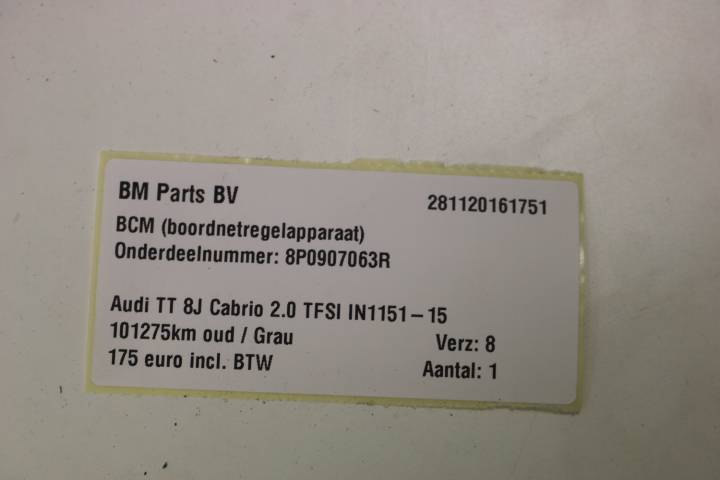 BM Parts BV 281120161751
BCM (boordnetregelapparaat)
Onderdeelnummer: 8P0907063R
Audi TT 8J Cabrio 2.0 TFSI IN1151-15
101275km oud / Grau Verz: 8
175 euro incl. BTW Aantal: 1